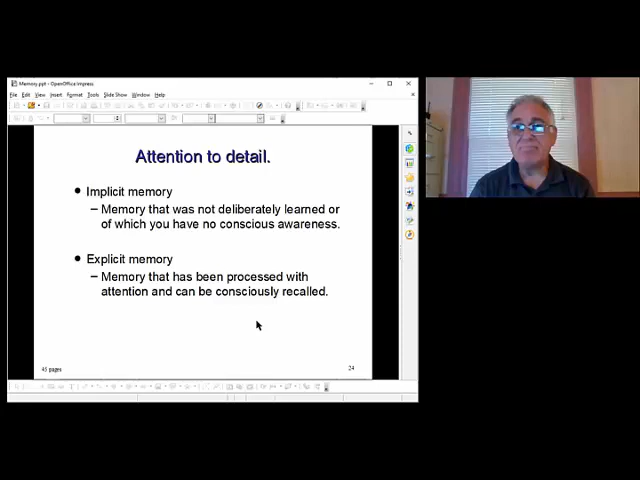 Memory.ppt - OpenOffice Impress
File Edit View Insert Format Tools Slide Show Window Help
Attention to detail.
● Implicit memory
– Memory that was not deliberately learned or
of which you have no conscious awareness.
● Explicit memory
– Memory that has been processed with
attention and can be consciously recalled.
45 pages
24